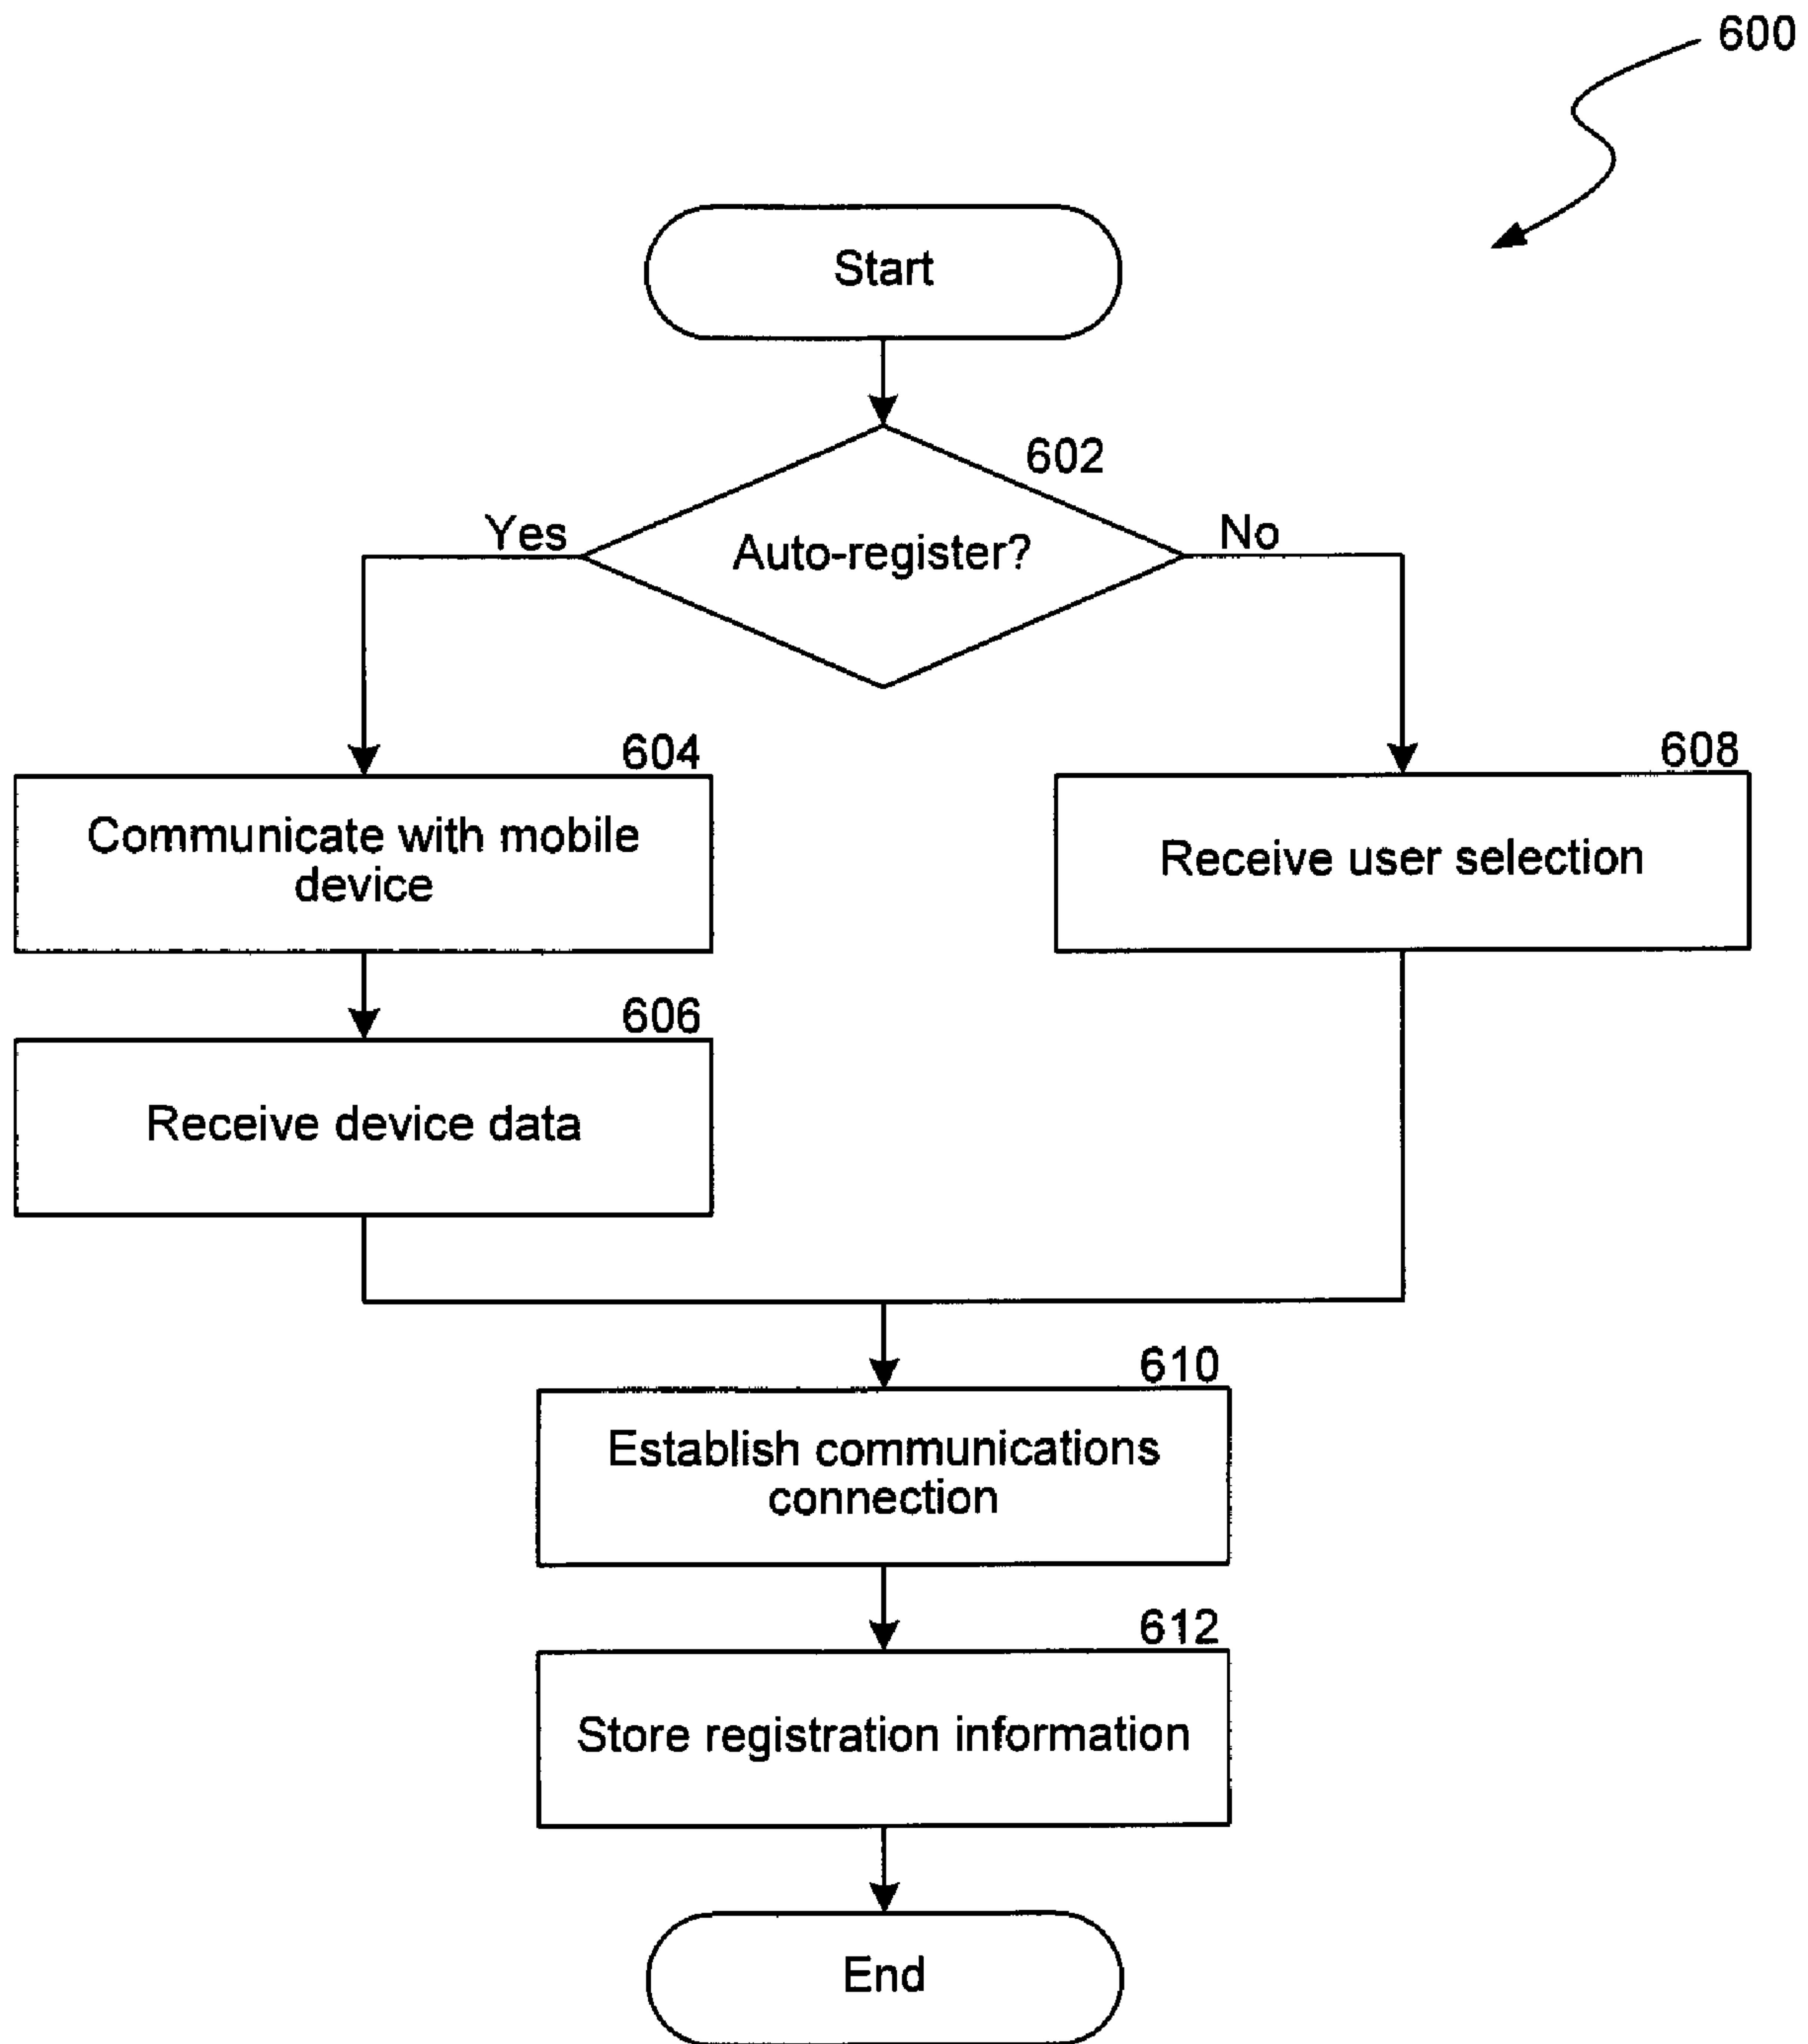 600
Start
602
Yes
Auto-register?
No
604
Communicate with mobile
device
608
Receive user selection
606
Receive device data
610
Establish communications
connection
612
Store registration information
End